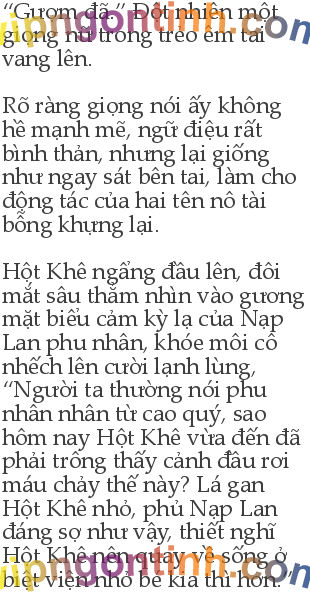 “Gượm đã.” Đột nhiên một
giọng nữ trong trẻo êm tai
vang lên.
Rõ ràng giọng nói ấy không
hề mạnh mẽ, ngữ điệu rất
bình thản, nhưng lại giống
như ngay sát bên tai, làm cho
động tác của hai tên nô tài
bỗng khựng lại.
Hột Khê ngẩng đầu lên, đôi
mắt sâu thẳm nhìn vào gương
mặt biểu cảm kỳ lạ của Nạp
Lan phu nhân, khóe môi cô
nhếch lên cười lạnh lùng,
“Người ta thường nói phu
nhân nhân từ cao quý, sao
hôm nay Hột Khê vừa đến đã
phải trông thấy cảnh đầu rơi
máu chảy thế này? Lá gan
Hột Khê nhỏ, phủ Nạp Lan
đáng sợ như vậy, thiết nghĩ
Hột Khê nên quay về sống ở
biệt viện nhỏ bé kia thì hơn.”
vipngontinh.com
vipngontinh.com